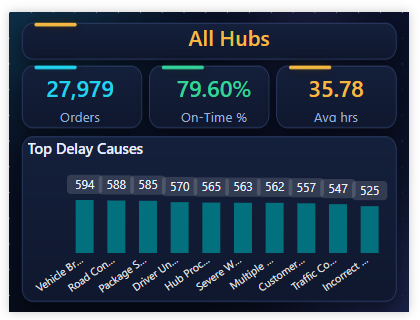 All Hubs
27,979
79.60%
35.78
Orders
On-Time %
Avg hrs
Top Delay Causes
594
588
585
570
565
563
562
557
547
525
Vehicle Br...
Road Con...
Package S...
Driver Un...
Hub Proc...
Severe W...
Multiple ...
Customer...
Traffic Co...
Incorrect ...